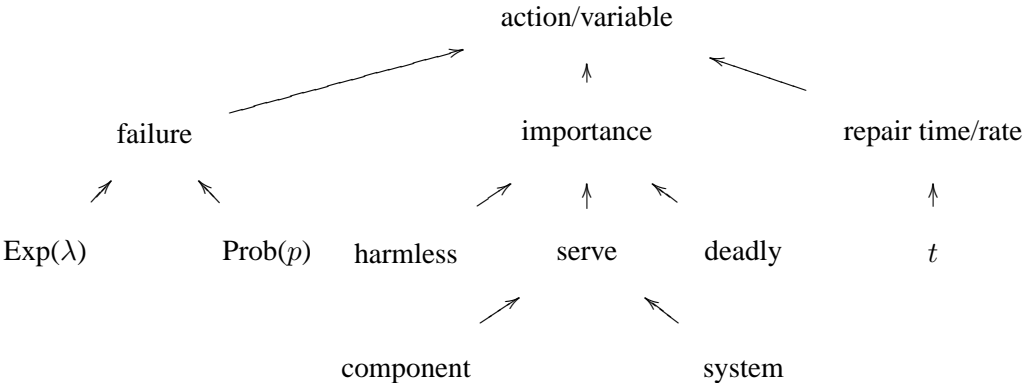 action/variable
failure
importance
repair time/rate
Exp(λ)
Prob(p)
harmless
serve
deadly
t
component
system